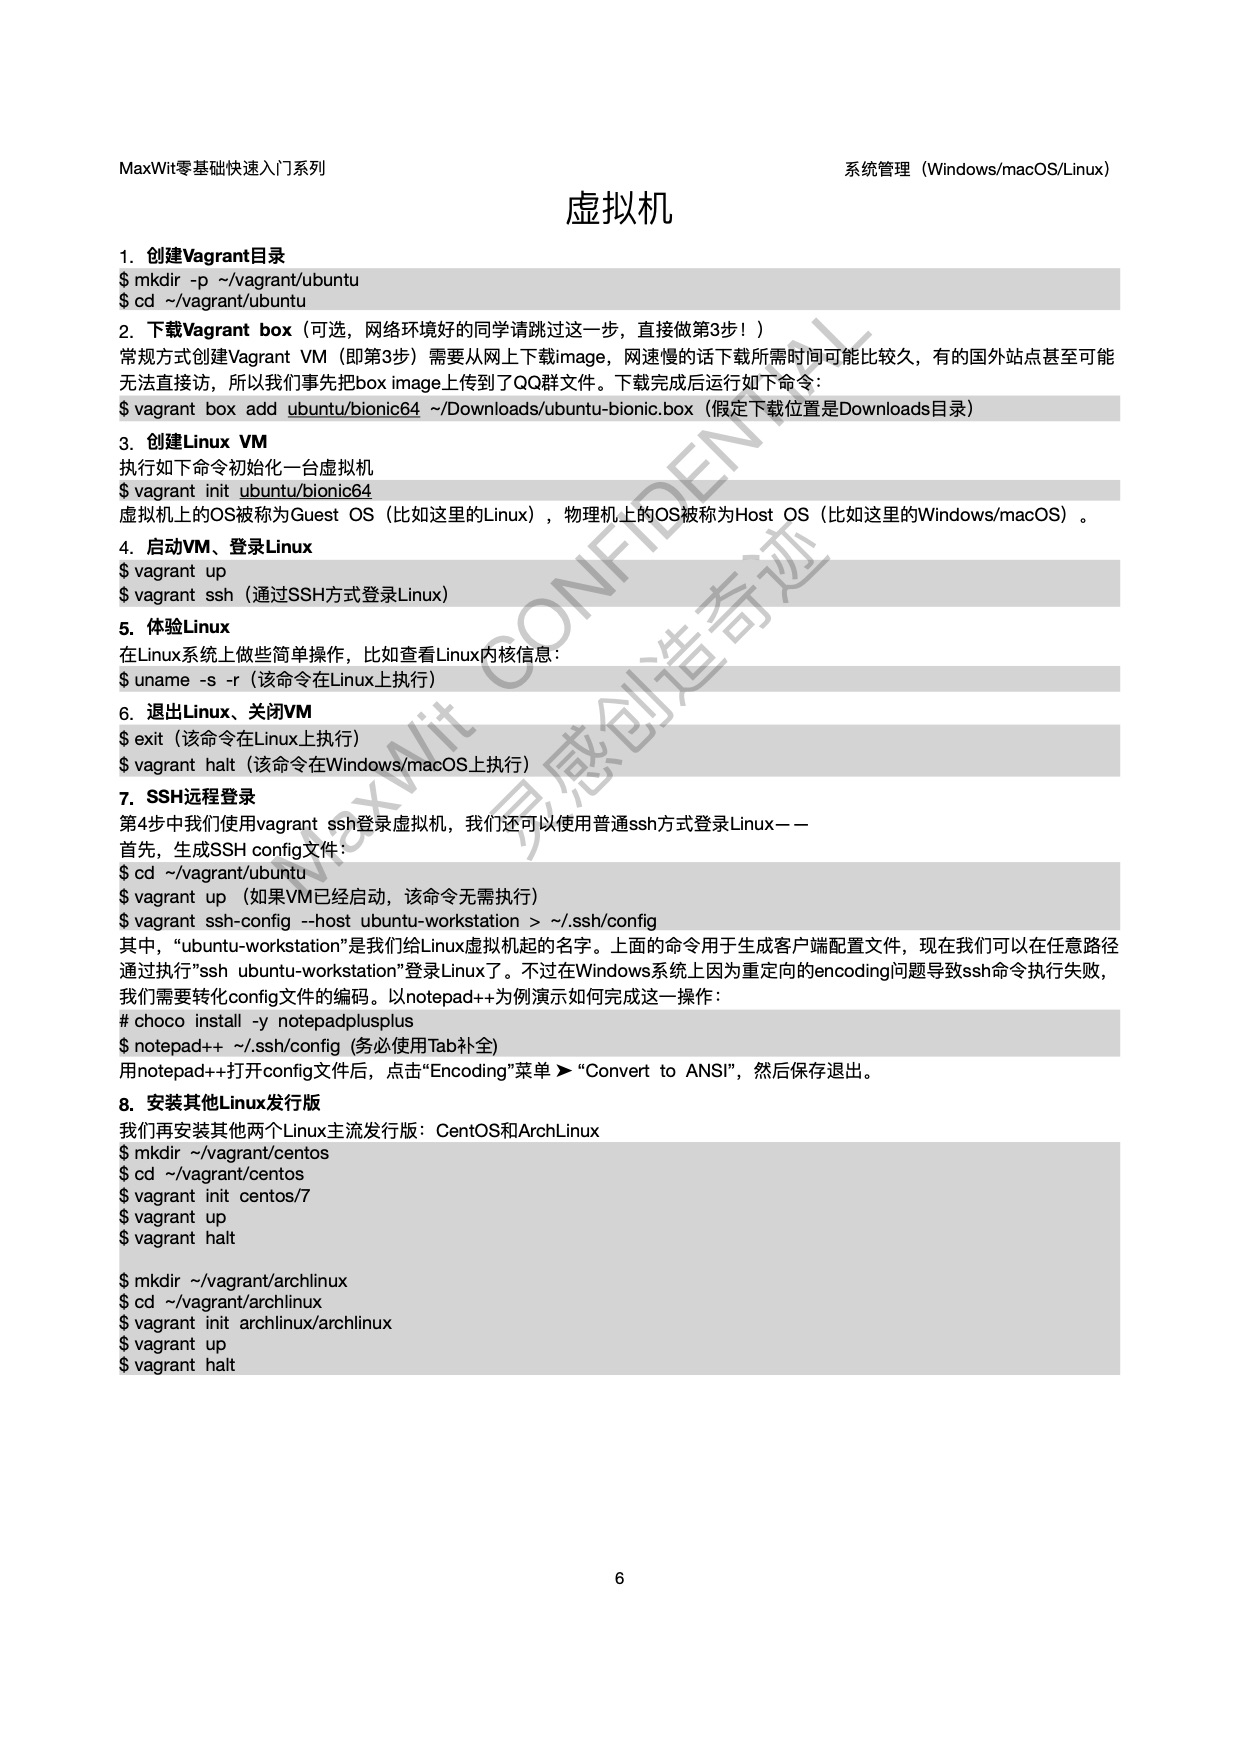 MaxWit零基础快速入门系列
系统管理（Windows/macOS/Linux）
虚拟机
1. 创建Vagrant目录
$ mkdir -p ~/vagrant/ubuntu
$ cd ~/vagrant/ubuntu
2. 下载Vagrant box（可选，网络环境好的同学请跳过这一步，直接做第3步！）
常规方式创建Vagrant VM（即第3步）需要从网上下载image，网速慢的话下载所需时间可能比较久，有的国外站点甚至可能
无法直接访，所以我们事先把box image上传到了QQ群文件。下载完成后运行如下命令：
$ vagrant box add ubuntu/bionic64 ~/Downloads/ubuntu-bionic.box（假定下载位置是Downloads目录）
3. 创建Linux VM
执行如下命令初始化一台虚拟机
$ vagrant init ubuntu/bionic64
虚拟机上的OS被称为Guest OS（比如这里的Linux），物理机上的OS被称为Host OS（比如这里的Windows/macOS）。
4. 启动VM、登录Linux
$ vagrant up
$ vagrant ssh（通过SSH方式登录Linux）
5. 体验Linux
在Linux系统上做些简单操作，比如查看Linux内核信息：
$ uname -s -r（该命令在Linux上执行）
6. 退出Linux、关闭VM
$ exit（该命令在Linux上执行）
$ vagrant halt（该命令在Windows/macOS上执行）
7. SSH远程登录
第4步中我们使用vagrant ssh登录虚拟机，我们还可以使用普通ssh方式登录Linux——
首先，生成SSH config文件：
$ cd ~/vagrant/ubuntu
$ vagrant up （如果VM已经启动，该命令无需执行）
$ vagrant ssh-config --host ubuntu-workstation > ~/.ssh/config
其中，“ubuntu-workstation”是我们给Linux虚拟机起的名字。上面的命令用于生成客户端配置文件，现在我们可以在任意路径
通过执行”ssh ubuntu-workstation”登录Linux了。不过在Windows系统上因为重定向的encoding问题导致ssh命令执行失败，
我们需要转化config文件的编码。以notepad++为例演示如何完成这一操作：
# choco install -y notepadplusplus
$ notepad++ ~/.ssh/config (务必使用Tab补全)
用notepad++打开config文件后，点击“Encoding”菜单 ➤ “Convert to ANSI”，然后保存退出。
8. 安装其他Linux发行版
我们再安装其他两个Linux主流发行版：CentOS和ArchLinux
$ mkdir ~/vagrant/centos
$ cd ~/vagrant/centos
$ vagrant init centos/7
$ vagrant up
$ vagrant halt
$ mkdir ~/vagrant/archlinux
$ cd ~/vagrant/archlinux
$ vagrant init archlinux/archlinux
$ vagrant up
$ vagrant halt
MaxWit CONFIDENTIAL
灵感创造奇迹
6